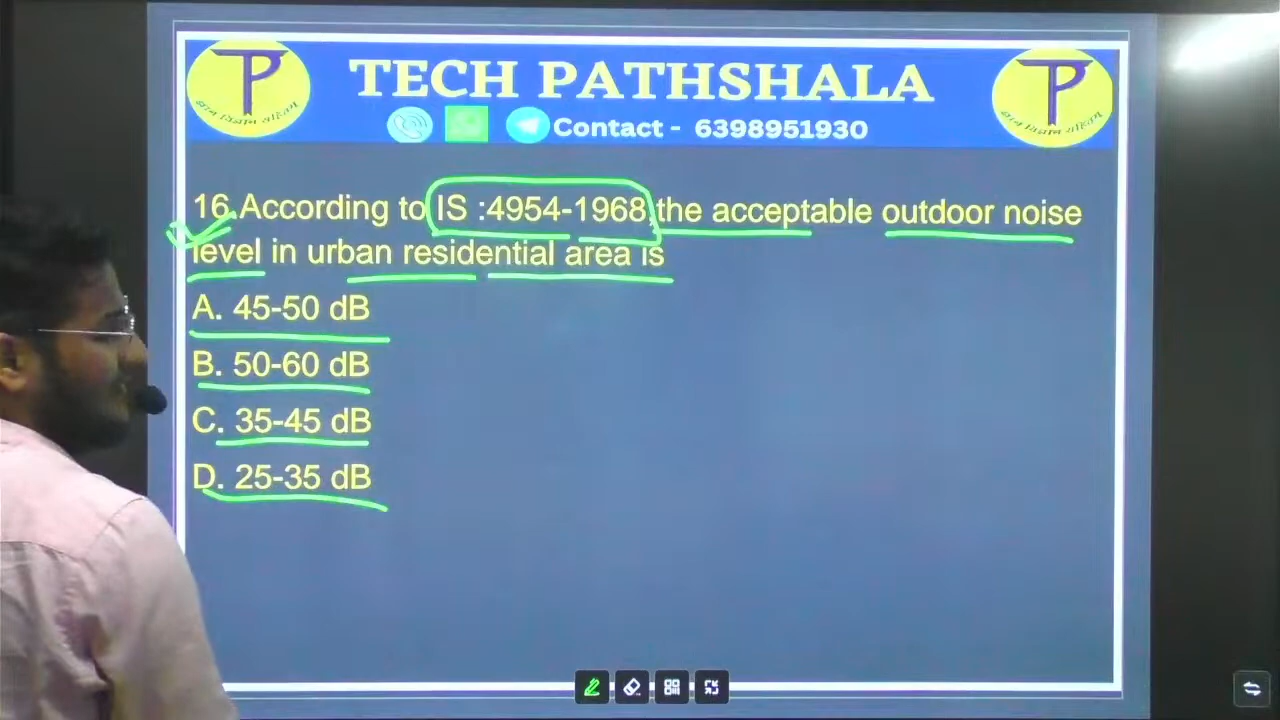 TECH PATHSHALA
Contact - 6398951930
16.According to IS :4954-1968,the acceptable outdoor noise
level in urban residential area is
A. 45-50 dB
B. 50-60 dB
C. 35-45 dB
D. 25-35 dB